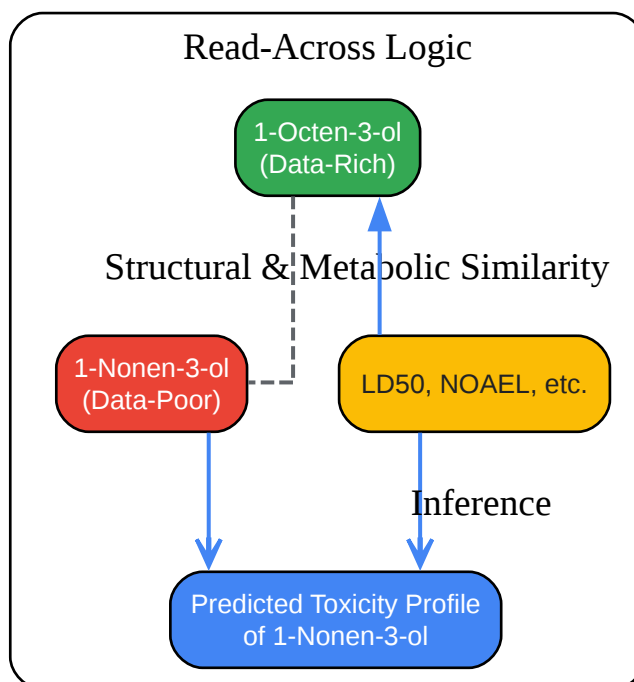 Read-Across Logic
1-Octen-3-ol
(Data-Rich)
Structural & Metabolic Similarity
1-Nonen-3-ol
(Data-Poor)
LD50, NOAEL, etc.
Inference
Predicted Toxicity Profile
of 1-Nonen-3-ol